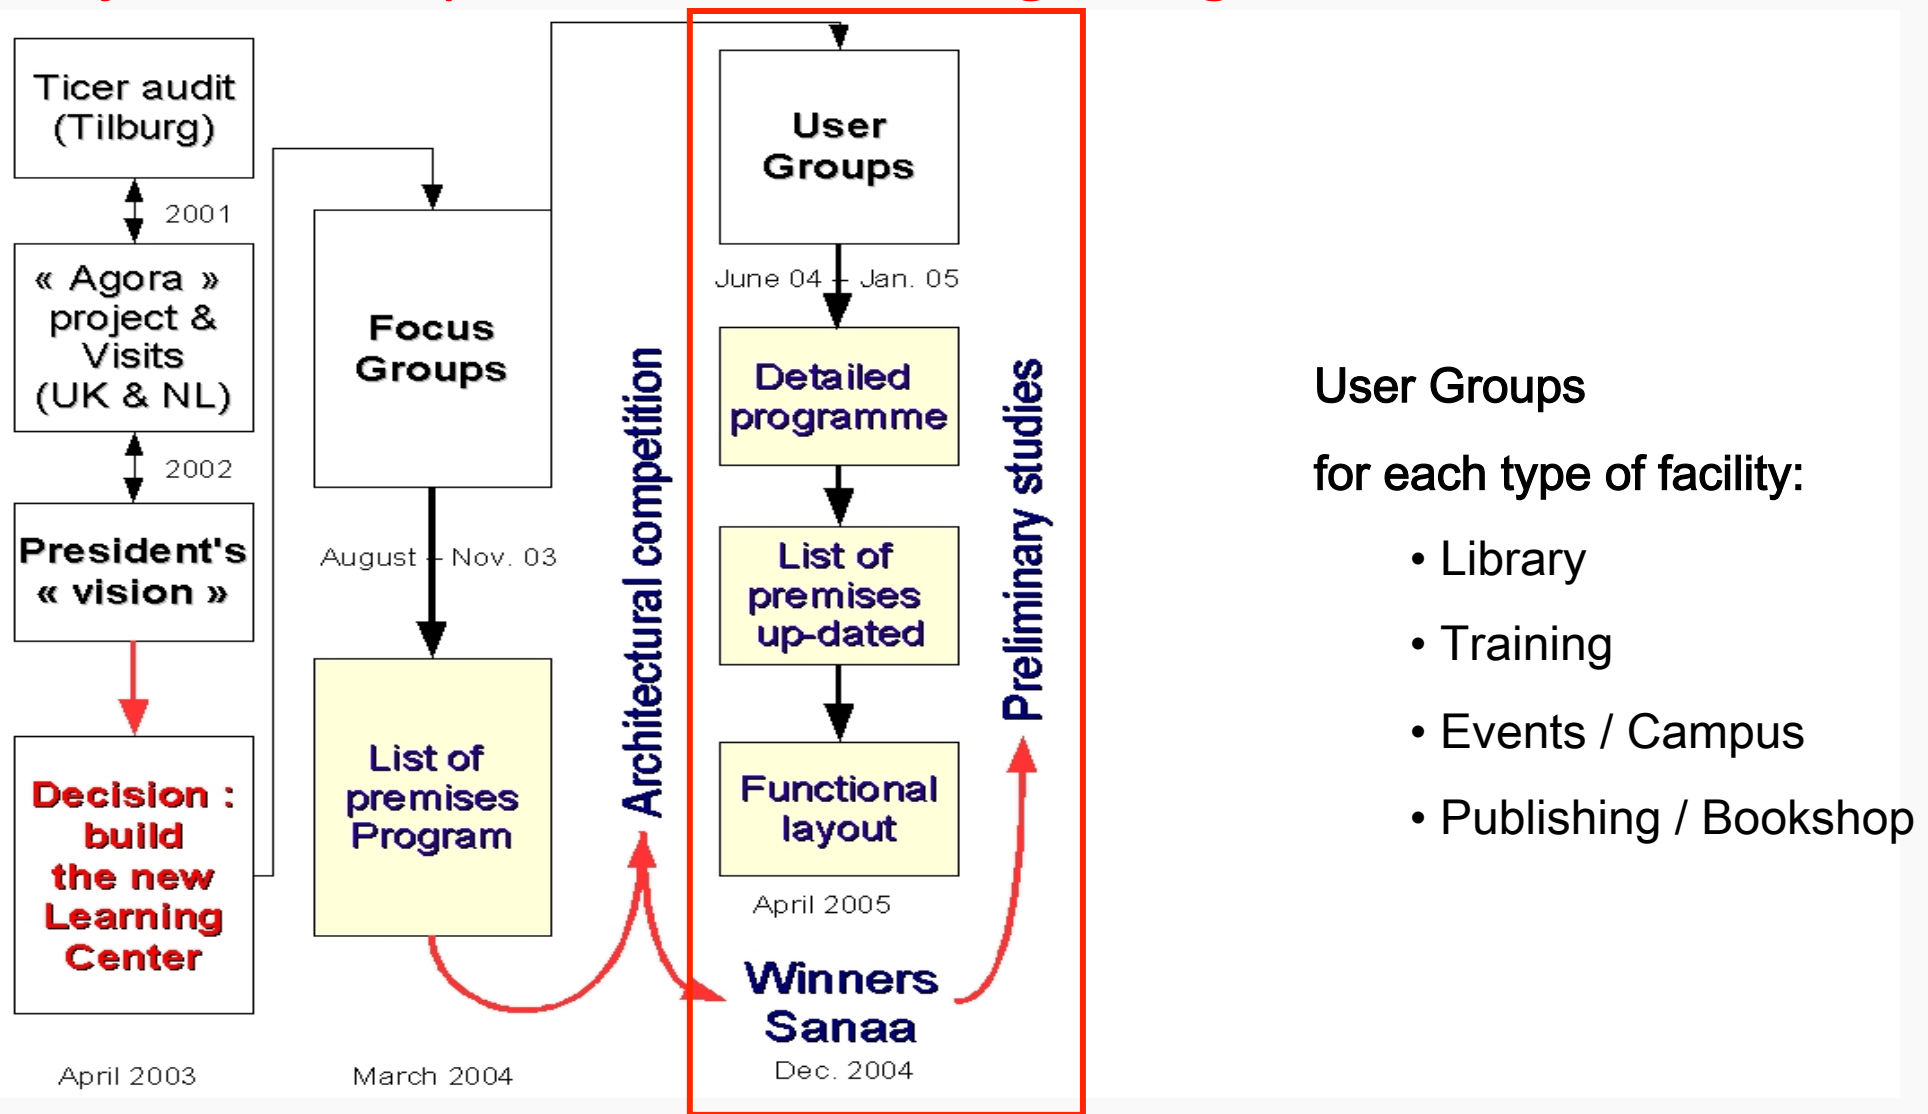 Ticer audit
(Tilburg)
2001
« Agora »
project &
Visits
(UK & NL)
2002
President's
« vision »
Decision :
build
the new
Learning
Center
April 2003
Focus
Groups
August – Nov. 03
List of
premises
Program
March 2004
Architectural competition
User
Groups
June 04 – Jan. 05
Detailed
programme
List of
premises
up-dated
Functional
layout
April 2005
Winners
Sanaa
Dec. 2004
Preliminary studies
User Groups
for each type of facility:
• Library
• Training
• Events / Campus
• Publishing / Bookshop